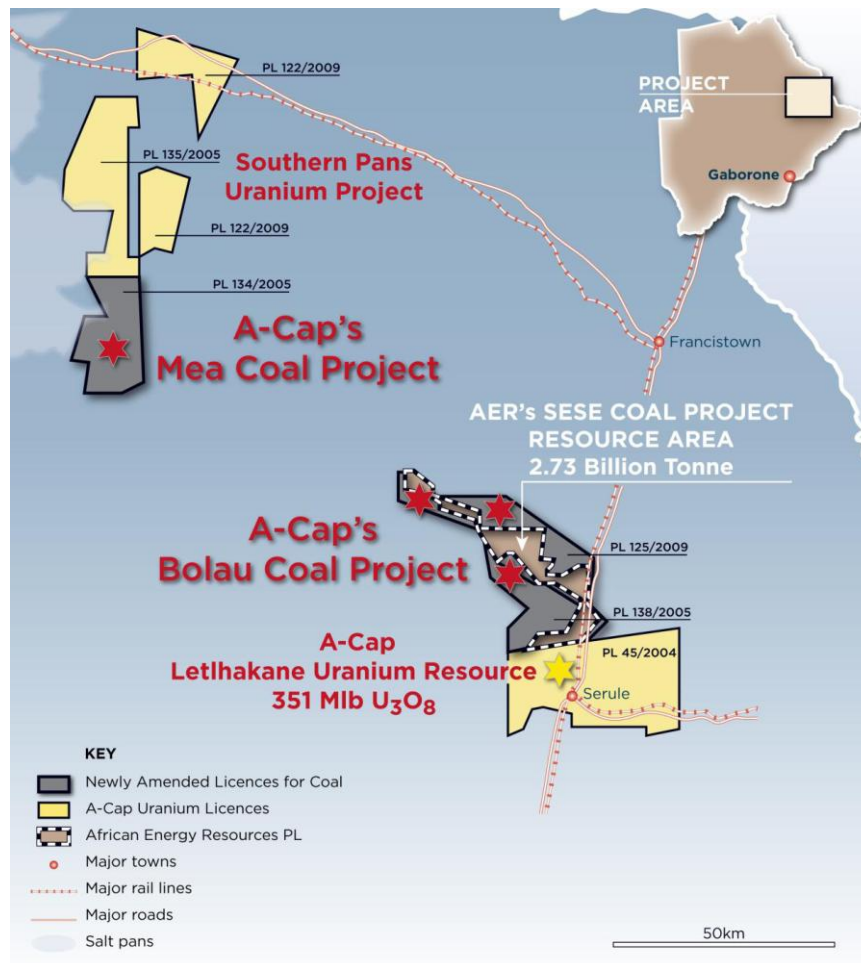 PL 122/2009
PROJECT
AREA
Gaborone
PL 135/2005
Southern Pans
Uranium Project
PL 122/2009
PL 134/2005
A-Cap's
Mea Coal Project
Francistown
AER's SESE COAL PROJECT
RESOURCE AREA
2.73 Billion Tonne
A-Cap's
Bolau Coal Project
PL 125/2009
PL 138/2005
A-Cap
Letlhakane Uranium Resource
351 Mlb U₃O₈
PL 45/2004
Serule
KEY
Newly Amended Licences for Coal
A-Cap Uranium Licences
African Energy Resources PL
Major towns
Major rail lines
Major roads
Salt pans
50km